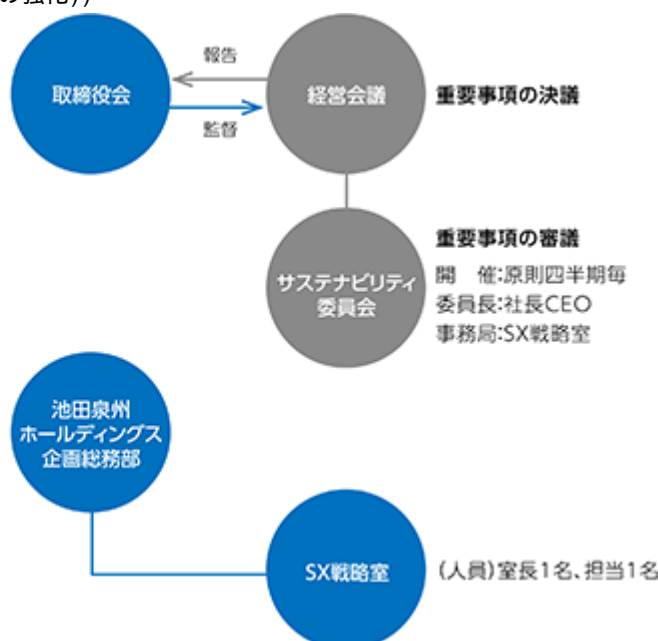 の強化))
報告
取締役会
経営会議
重要事項の決議
監督
重要事項の審議
サステナビリティ
委員会
開　催:原則四半期毎
委員長:社長CEO
事務局:SX戦略室
池田泉州
ホールディングス
企画総務部
SX戦略室
(人員)室長1名、担当1名